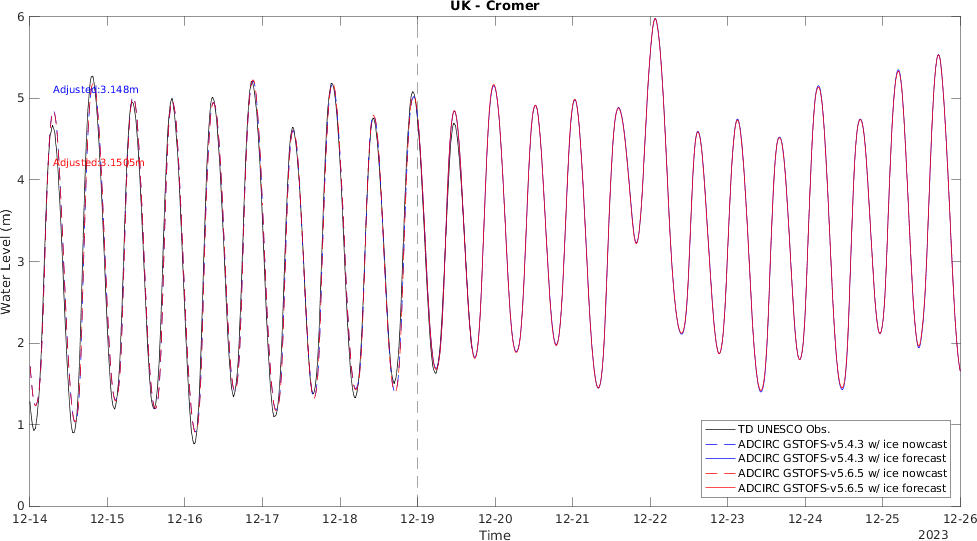 UK - Cromer
6
5
4
3
2
1
0
Water Level (m)
Adjusted:3.148m
Adjusted:3.1505m
TD UNESCO Obs.
ADCIRC GSTOFS-v5.4.3 w/ ice nowcast
ADCIRC GSTOFS-v5.4.3 w/ ice forecast
ADCIRC GSTOFS-v5.6.5 w/ ice nowcast
ADCIRC GSTOFS-v5.6.5 w/ ice forecast
12-14 12-15 12-16 12-17 12-18 12-19 12-20 12-21 12-22 12-23 12-24 12-25 12-26
Time
2023